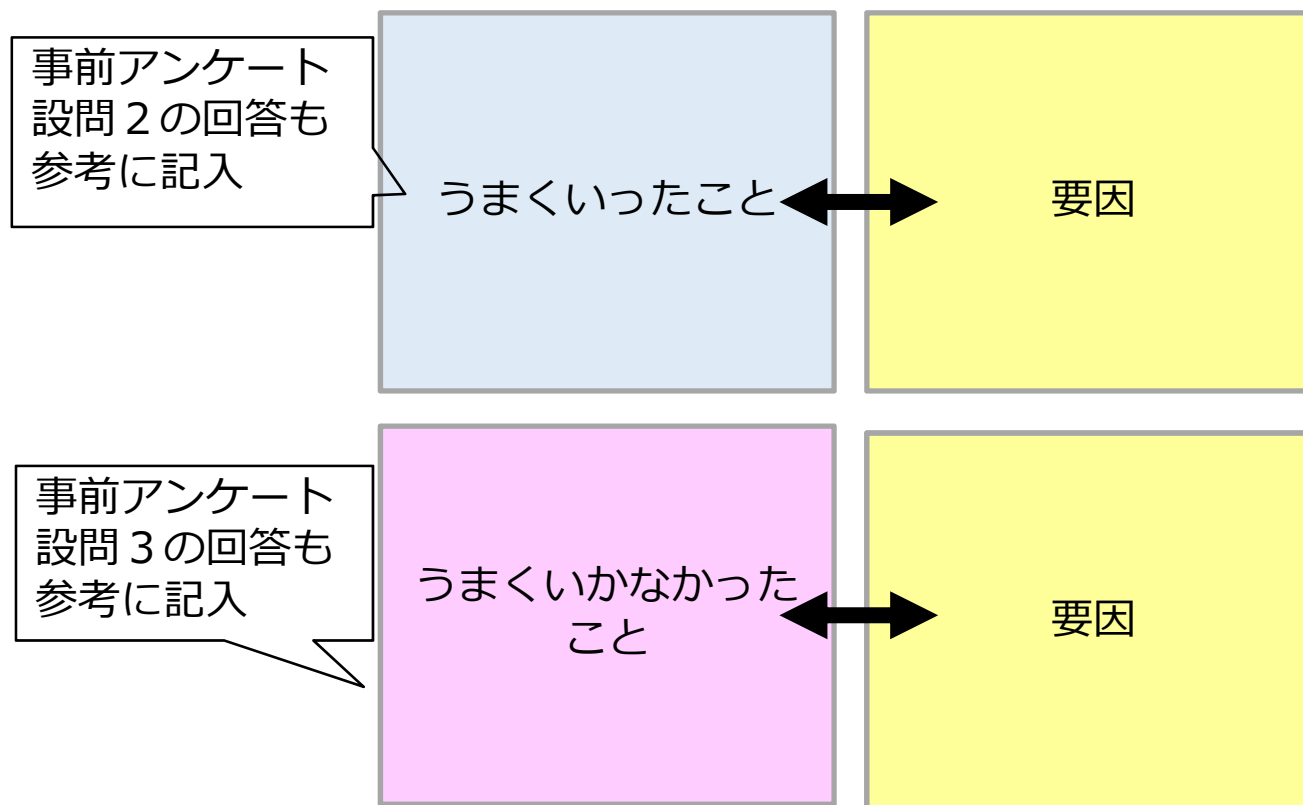 事前アンケート
設問２の回答も
参考に記入
うまくいったこと
要因
事前アンケート
設問３の回答も
参考に記入
うまくいかなかった
こと
要因